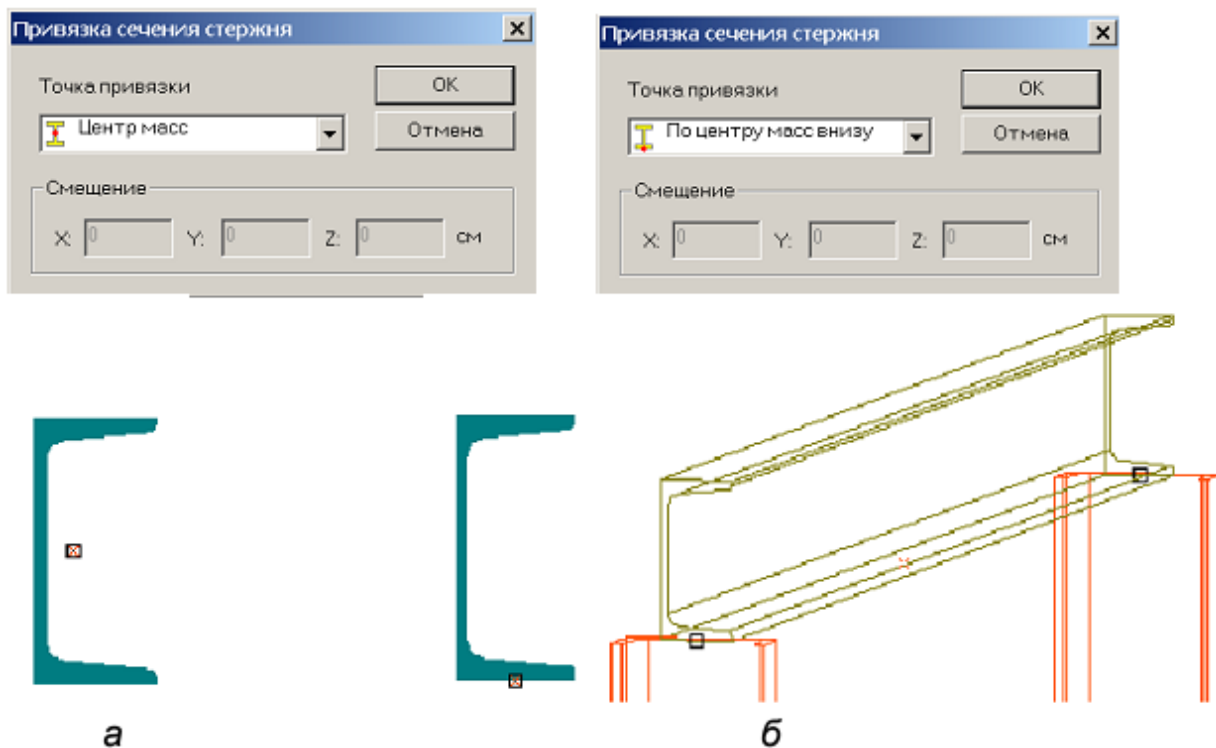 Привязка сечения стержня
Точка привязки
OK
Центр масс
Отмена
Смещение
X: 0 Y: 0 Z: 0 см
Привязка сечения стержня
Точка привязки
OK
По центру масс внизу
Отмена
Смещение
X: 0 Y: 0 Z: 0 см
а
б